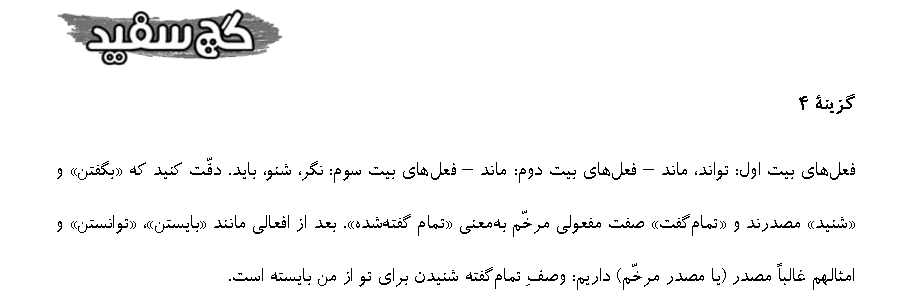 گچ سفید
گزینهٔ ۴
فعل‌های بیت اول: تواند، ماند – فعل‌های بیت دوم: ماند – فعل‌های بیت سوم: نگر، شنو، باید. دقّت کنید که «بگفتن» و
«شنید» مصدرند و «تمام‌گفت» صفت مفعولی مرخّم به‌معنی «تمام گفته‌شده». بعد از افعالی مانند «بایستن»، «توانستن» و
امثالهم غالباً مصدر (یا مصدر مرخّم) داریم: وصفِ تمام‌گفته شنیدن برای تو از من بایسته است.